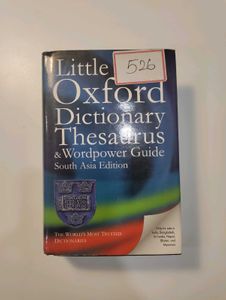 Little
526
Oxford
Dictionary
Thesaurus
& Wordpower Guide
South Asia Edition
The World's Most Trusted
Dictionaries